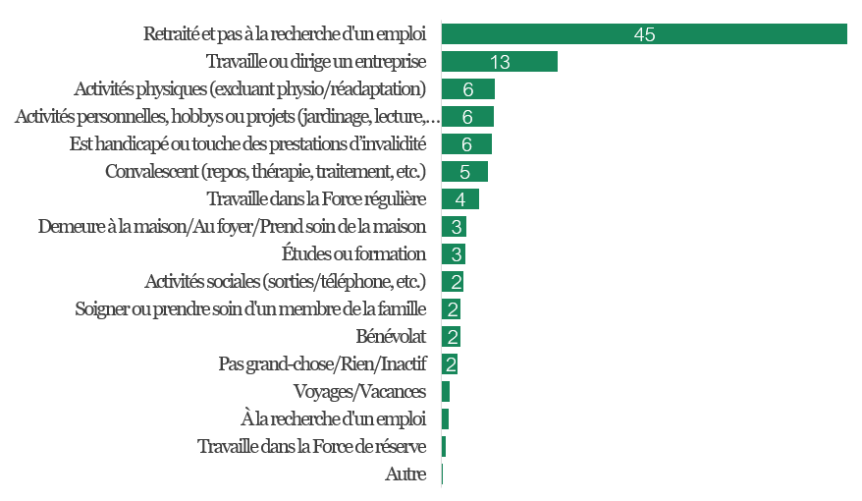 Retraité et pas à la recherche d'un emploi 45
Travaille ou dirige un entreprise 13
Activités physiques (excluant physio/réadaptation) 6
Activités personnelles, hobbys ou projets (jardinage, lecture,... 6
Est handicapé ou touche des prestations d'invalidité 6
Convalescent (repos, thérapie, traitement, etc.) 5
Travaille dans la Force régulière 4
Demeure à la maison/Au foyer/Prend soin de la maison 3
Études ou formation 3
Activités sociales (sorties/téléphone, etc.) 2
Soigner ou prendre soin d'un membre de la famille 2
Bénévolat 2
Pas grand-chose/Rien/Inactif 2
Voyages/Vacances
À la recherche d'un emploi
Travaille dans la Force de réserve
Autre